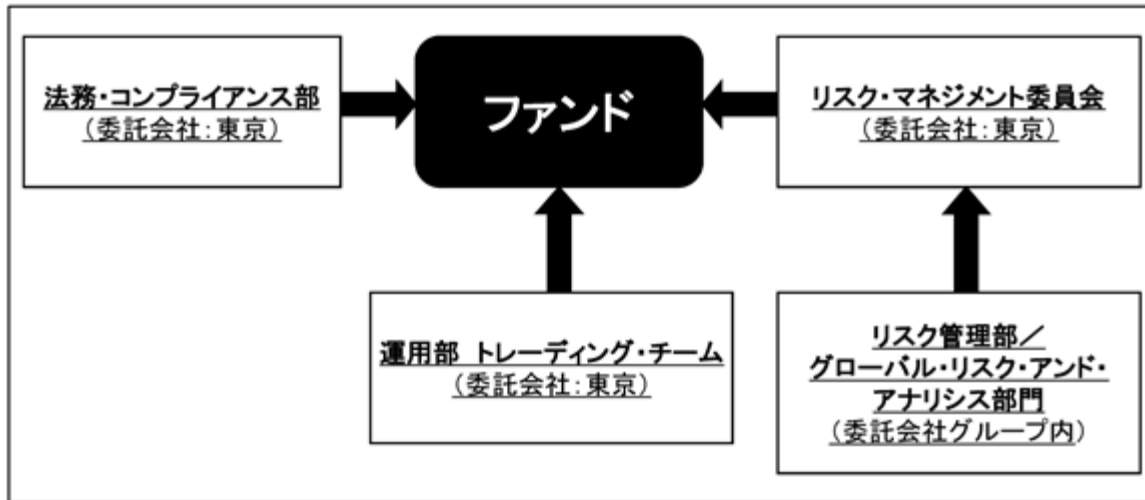 法務・コンプライアンス部
（委託会社：東京）
ファンド
リスク・マネジメント委員会
（委託会社：東京）
運用部 トレーディング・チーム
（委託会社：東京）
リスク管理部／
グローバル・リスク・アンド・
アナリシス部門
（委託会社グループ内）